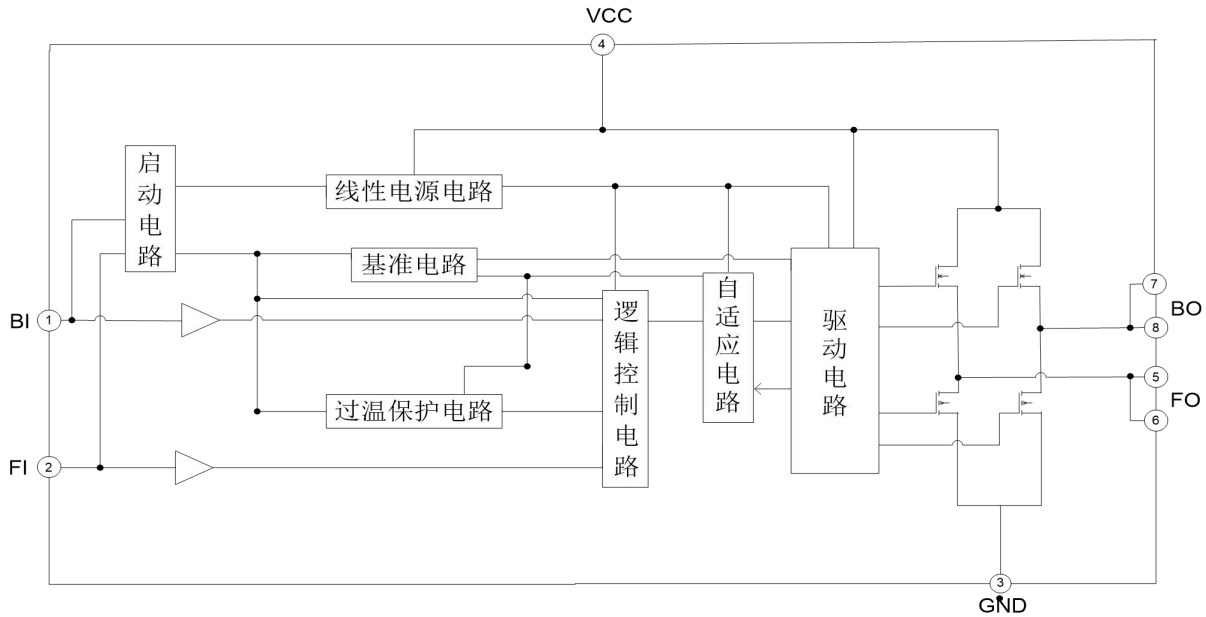 VCC
4
启动电路
线性电源电路
基准电路
自适应电路
逻辑控制电路
驱动电路
7
BO
8
BI
1
过温保护电路
5
FO
6
FI
2
3
GND